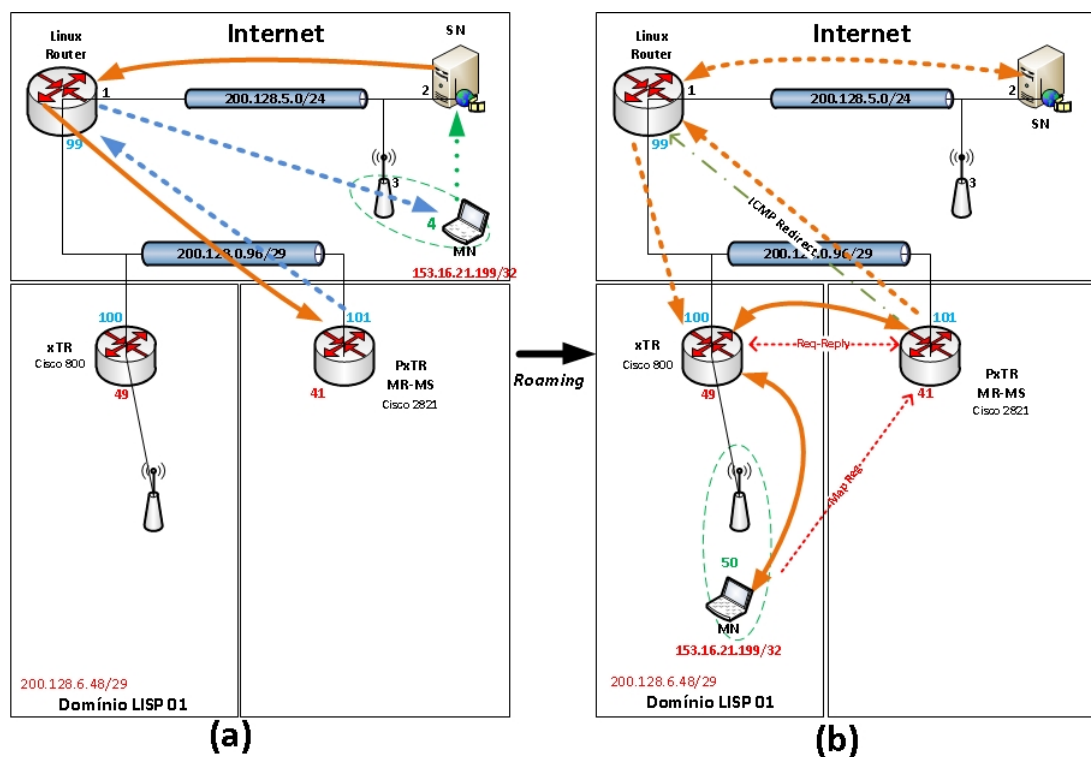 Linux
Router
Internet
SN
1
200.128.5.0/24
2
99
3
4
MN
153.16.21.199/32
200.128.0.96/29
100
101
xTR
Cisco 800
49
41
PxTR
MR-MS
Cisco 2821
200.128.6.48/29
Domínio LISP 01
(a)
Roaming
Linux
Router
Internet
1
200.128.5.0/24
2
SN
99
3
ICMP Redirect
200.128.0.96/29
100
101
xTR
Cisco 800
Req-Reply
49
41
PxTR
MR-MS
Cisco 2821
Map Reg
50
MN
153.16.21.199/32
200.128.6.48/29
Domínio LISP 01
(b)